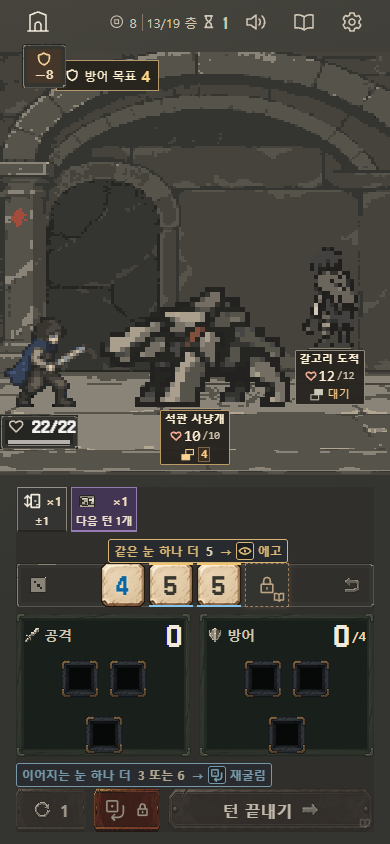 8 | 13/19 층 1
−8
방어 목표 4
갈고리 도적
12/12
대기
22/22
석판 사냥개
10/10
4
×1
±1
×1
다음 턴 1개
같은 눈 하나 더 5 → 예고
4 5 5
공격 0
방어 0/4
이어지는 눈 하나 더 3 또는 6 → 재굴림
1
턴 끝내기 ➡